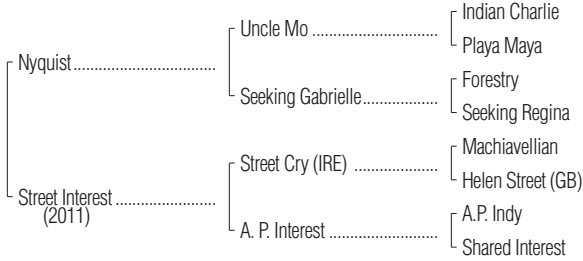 Indian Charlie
Uncle Mo ........................................
Playa Maya
Nyquist ........................................
Forestry
Seeking Gabrielle ........................
Seeking Regina
Machiavellian
Street Cry (IRE) ..........................
Helen Street (GB)
Street Interest ............................
(2011)
A.P. Indy
A. P. Interest ..................................
Shared Interest